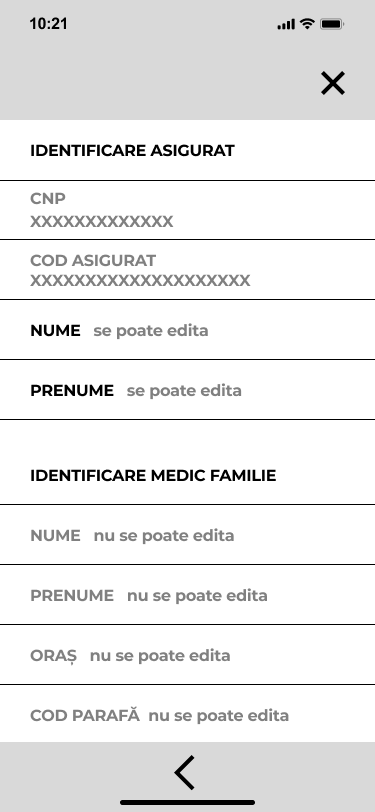 10:21
IDENTIFICARE ASIGURAT
CNP
XXXXXXXXXXXXX
COD ASIGURAT
XXXXXXXXXXXXXXXXXXXX
NUME se poate edita
PRENUME se poate edita
IDENTIFICARE MEDIC FAMILIE
NUME nu se poate edita
PRENUME nu se poate edita
ORAȘ nu se poate edita
COD PARAFĂ nu se poate edita